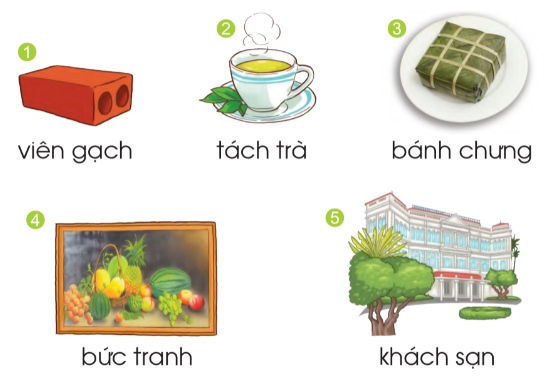 1
viên gạch
2
tách trà
3
bánh chưng
4
bức tranh
5
khách sạn